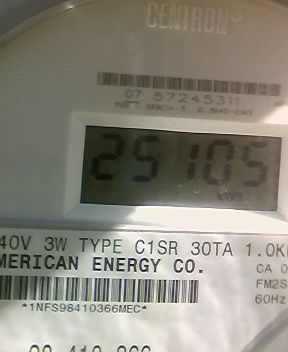 CENTRON
07 57245311
25105
40V 3W TYPE C1SR 30TA 1.0K
MERICAN ENERGY CO.
CA 0
FM2S
60Hz
*1NFS98410366MEC*